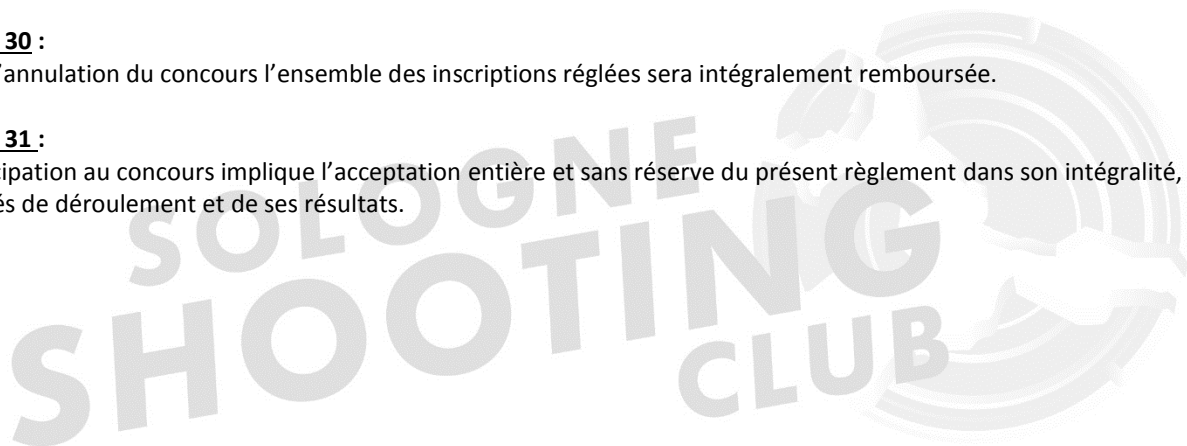 30 :
’annulation du concours l’ensemble des inscriptions réglées sera intégralement remboursée.
31 :
cipation au concours implique l’acceptation entière et sans réserve du présent règlement dans son intégralité,
és de déroulement et de ses résultats.
SOLOGNE
SHOOTING
CLUB